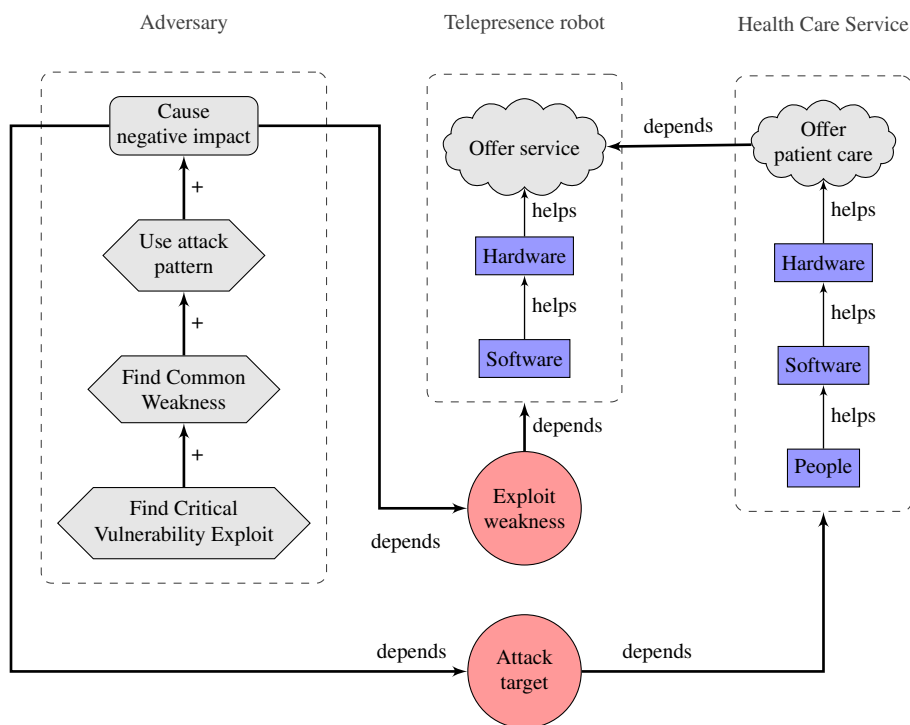 Adversary
Telepresence robot
Health Care Service
Cause
negative impact
+
Use attack
pattern
+
Find Common
Weakness
+
Find Critical
Vulnerability Exploit
Offer service
helps
Hardware
helps
Software
depends
Offer
patient care
helps
Hardware
helps
Software
helps
People
depends
Exploit
weakness
depends
depends
Attack
target
depends